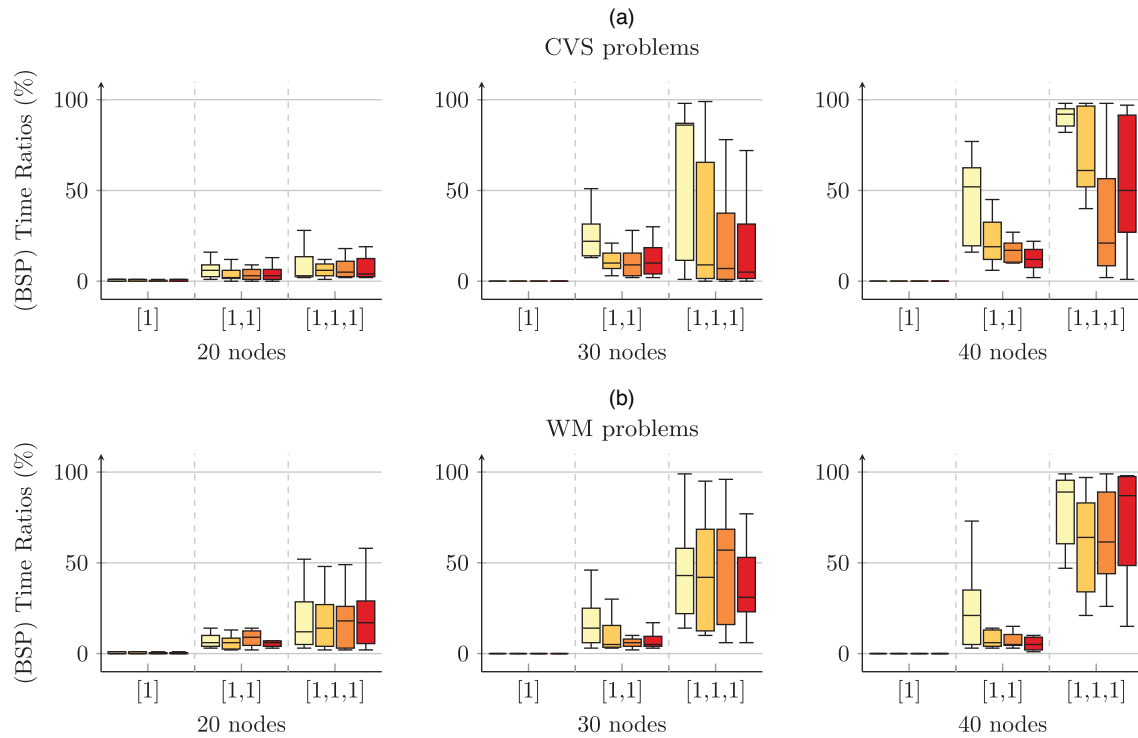 (a)
CVS problems
(BSP) Time Ratios (%)
100
50
0
[1] [1,1] [1,1,1]
20 nodes
[1] [1,1] [1,1,1]
30 nodes
100
50
0
[1] [1,1] [1,1,1]
40 nodes
100
50
0
(b)
WM problems
(BSP) Time Ratios (%)
100
50
0
[1] [1,1] [1,1,1]
20 nodes
100
50
0
[1] [1,1] [1,1,1]
30 nodes
100
50
0
[1] [1,1] [1,1,1]
40 nodes